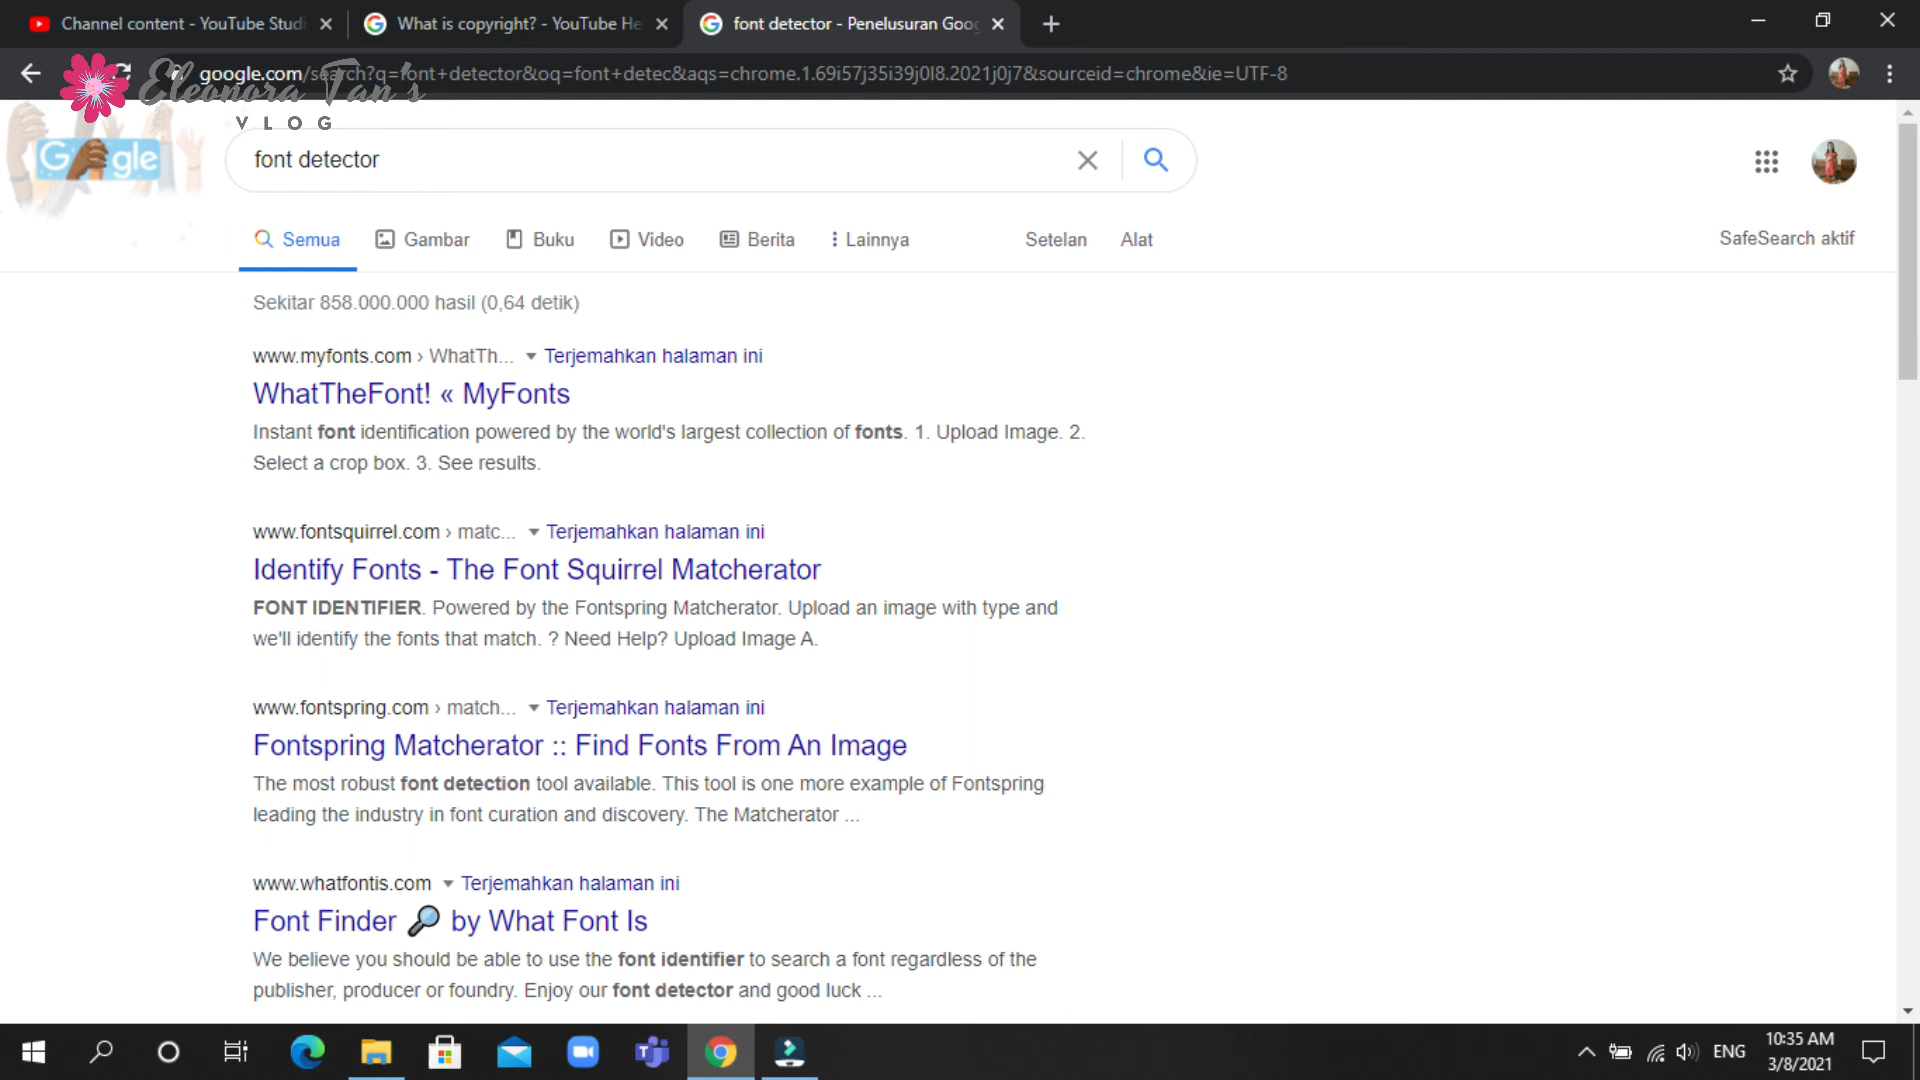 Channel content - YouTube Studi
What is copyright? - YouTube He
font detector - Penelusuran Goog
google.com/search?q=font+detector&oq=font+detec&aqs=chrome.1.69i57j35i39j0l8.2021j0j7&sourceid=chrome&ie=UTF-8
Eleonora Tan's
VLOG
Google
font detector
Semua Gambar Buku Video Berita Lainnya Setelan Alat SafeSearch aktif
Sekitar 858.000.000 hasil (0,64 detik)
www.myfonts.com › WhatTh... Terjemahkan halaman ini
WhatTheFont! « MyFonts
Instant font identification powered by the world's largest collection of fonts. 1. Upload Image. 2.
Select a crop box. 3. See results.
www.fontsquirrel.com › matc... Terjemahkan halaman ini
Identify Fonts - The Font Squirrel Matcherator
FONT IDENTIFIER. Powered by the Fontspring Matcherator. Upload an image with type and
we'll identify the fonts that match. ? Need Help? Upload Image A.
www.fontspring.com › match... Terjemahkan halaman ini
Fontspring Matcherator :: Find Fonts From An Image
The most robust font detection tool available. This tool is one more example of Fontspring
leading the industry in font curation and discovery. The Matcherator ...
www.whatfontis.com Terjemahkan halaman ini
Font Finder 🔎 by What Font Is
We believe you should be able to use the font identifier to search a font regardless of the
publisher, producer or foundry. Enjoy our font detector and good luck ...
ENG
10:35 AM
3/8/2021